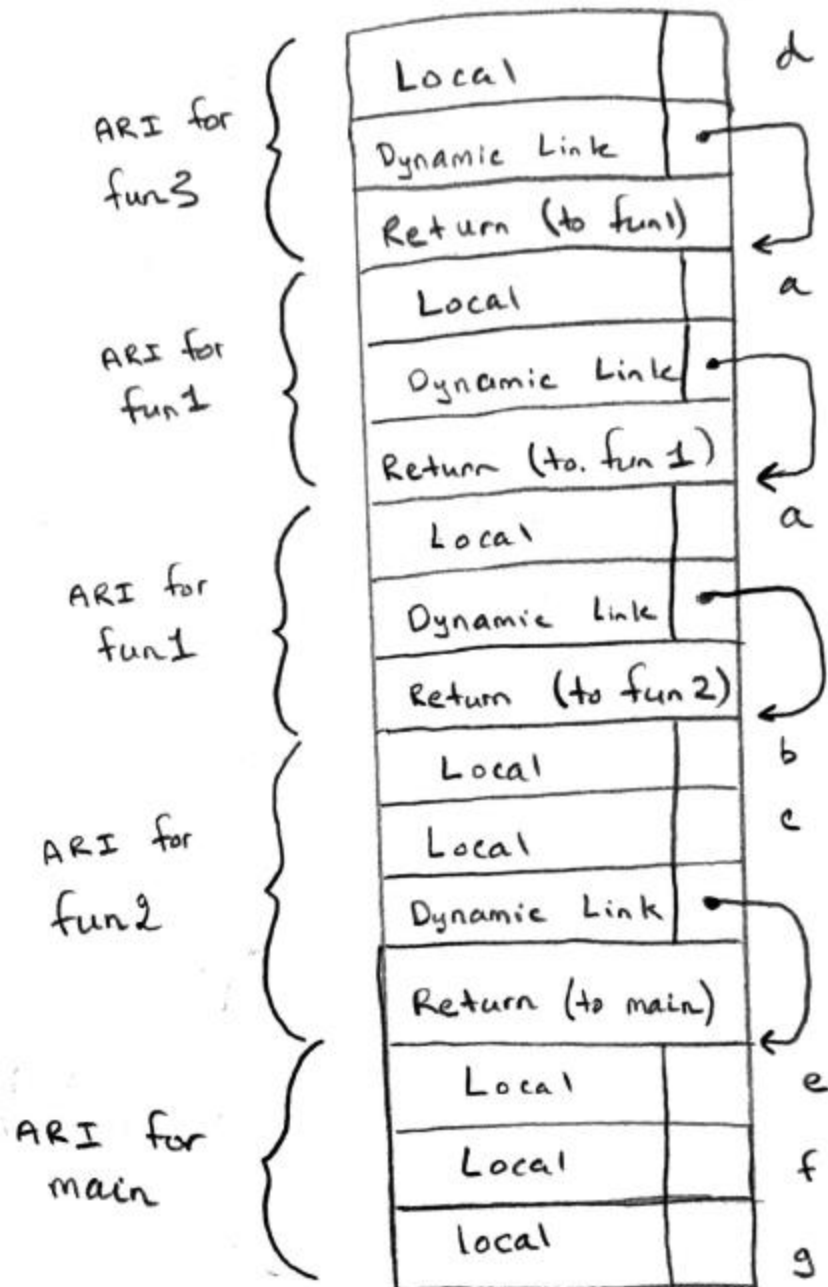 Local d
ARI for
fun3
Dynamic Link
Return (to fun1)
Local a
ARI for
fun1
Dynamic Link
Return (to. fun 1)
Local a
ARI for
fun1
Dynamic Link
Return (to fun 2)
Local b
Local c
ARI for
fun2
Dynamic Link
Return (to main)
Local e
ARI for
main
Local f
local g